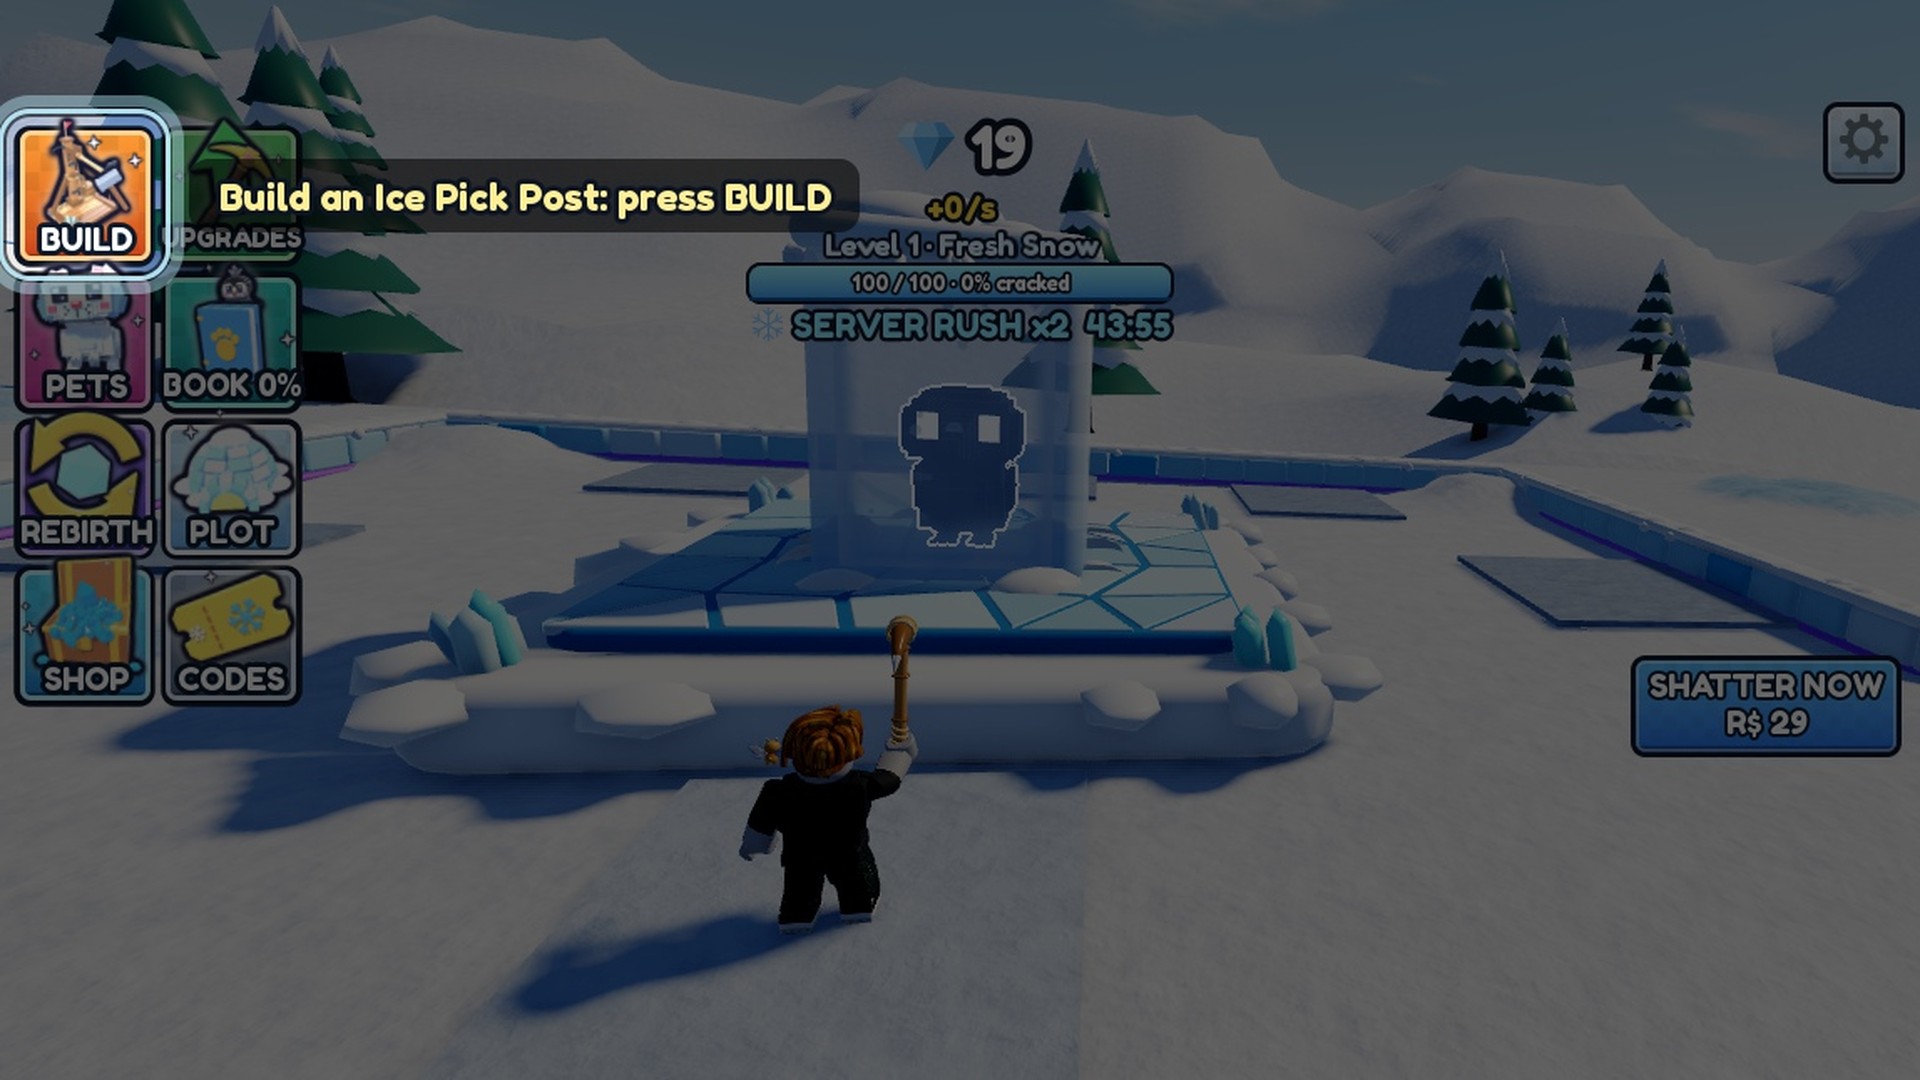 19
+0/s
Build an Ice Pick Post: press BUILD
BUILD
UPGRADES
Level 1 · Fresh Snow
100 / 100 · 0% cracked
SERVER RUSH x2 43:55
PETS
BOOK 0%
REBIRTH
PLOT
SHOP
CODES
SHATTER NOW
R$ 29